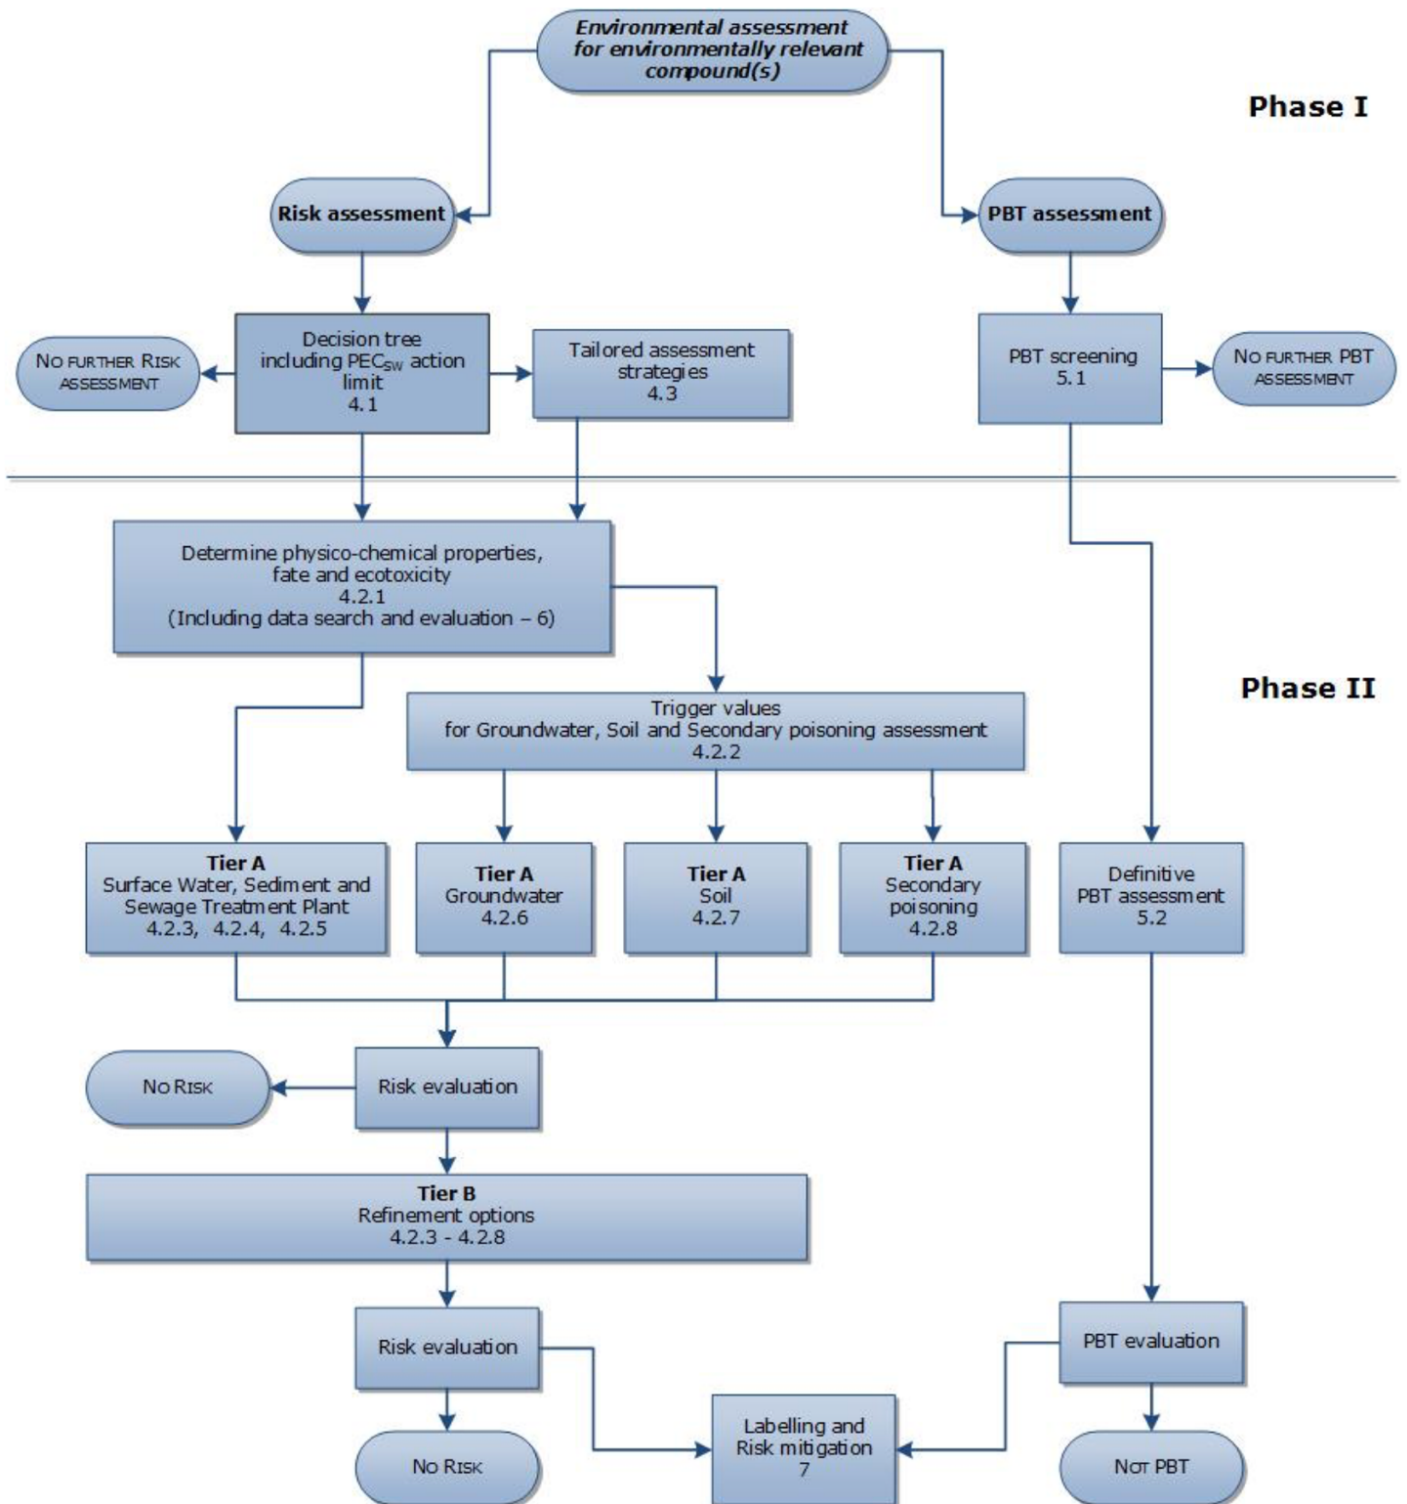 Environmental assessment
for environmentally relevant
compound(s)
Phase I
Risk assessment
PBT assessment
NO FURTHER RISK
ASSESSMENT
Decision tree
including PECSW action
limit
4.1
Tailored assessment
strategies
4.3
PBT screening
5.1
NO FURTHER PBT
ASSESSMENT
Determine physico-chemical properties,
fate and ecotoxicity
4.2.1
(Including data search and evaluation – 6)
Phase II
Trigger values
for Groundwater, Soil and Secondary poisoning assessment
4.2.2
Tier A
Surface Water, Sediment and
Sewage Treatment Plant
4.2.3, 4.2.4, 4.2.5
Tier A
Groundwater
4.2.6
Tier A
Soil
4.2.7
Tier A
Secondary
poisoning
4.2.8
Definitive
PBT assessment
5.2
NO RISK
Risk evaluation
Tier B
Refinement options
4.2.3 - 4.2.8
Risk evaluation
PBT evaluation
NO RISK
Labelling and
Risk mitigation
7
NOT PBT